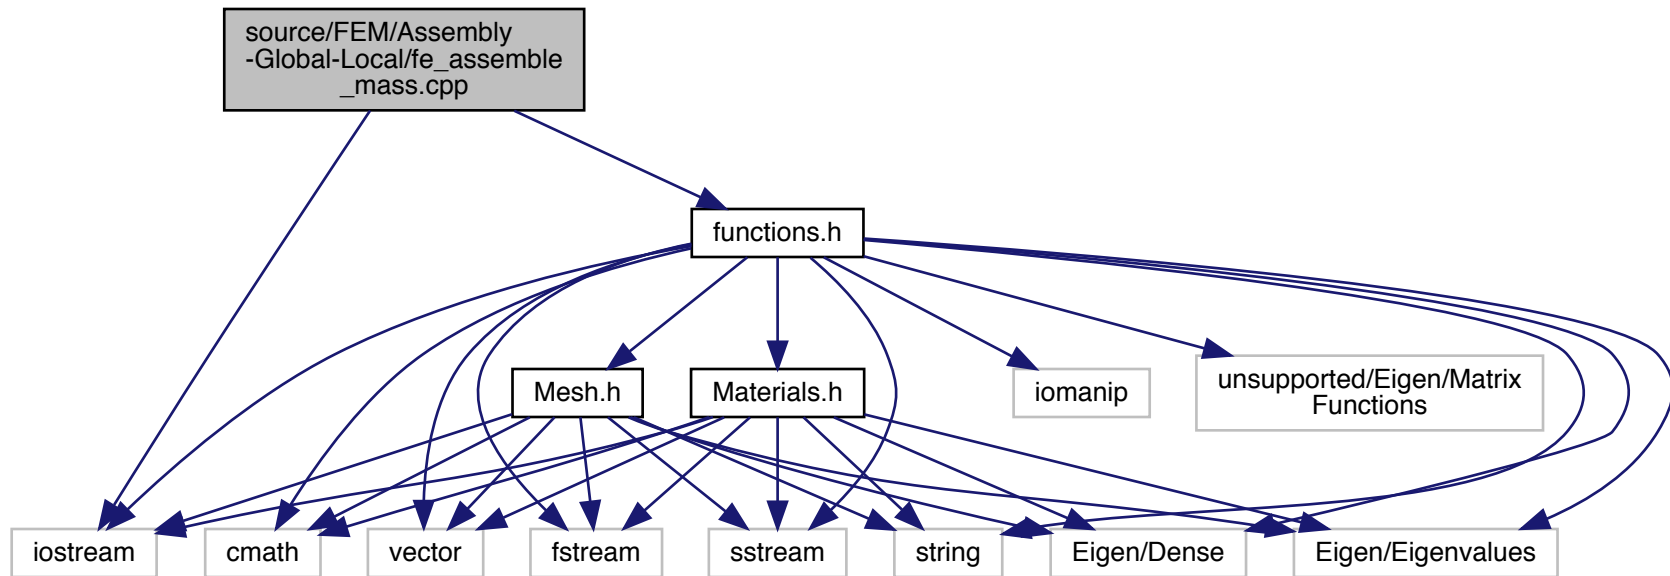 source/FEM/Assembly
-Global-Local/fe_assemble
_mass.cpp
functions.h
Mesh.h
Materials.h
iomanip
unsupported/Eigen/Matrix
Functions
iostream
cmath
vector
fstream
sstream
string
Eigen/Dense
Eigen/Eigenvalues